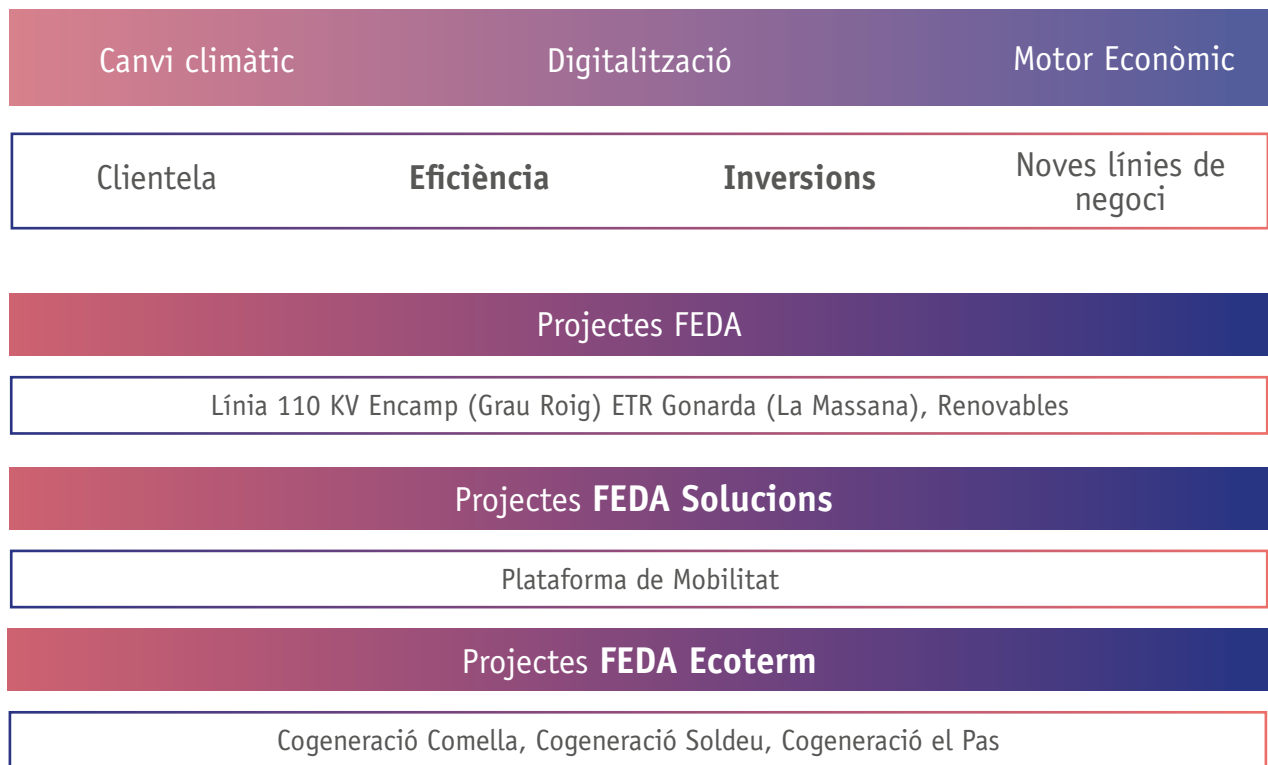 Canvi climàtic Digitalització Motor Econòmic
Clientela Eficiència Inversions Noves línies de
negoci
Projectes FEDA
Línia 110 KV Encamp (Grau Roig) ETR Gonarda (La Massana), Renovables
Projectes FEDA Solucions
Plataforma de Mobilitat
Projectes FEDA Ecoterm
Cogeneració Comella, Cogeneració Soldeu, Cogeneració el Pas